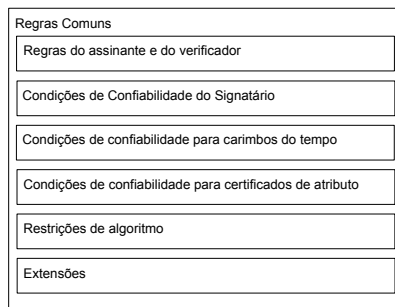 Regras Comuns
Regras do assinante e do verificador
Condições de Confiabilidade do Signatário
Condições de confiabilidade para carimbos do tempo
Condições de confiabilidade para certificados de atributo
Restrições de algoritmo
Extensões